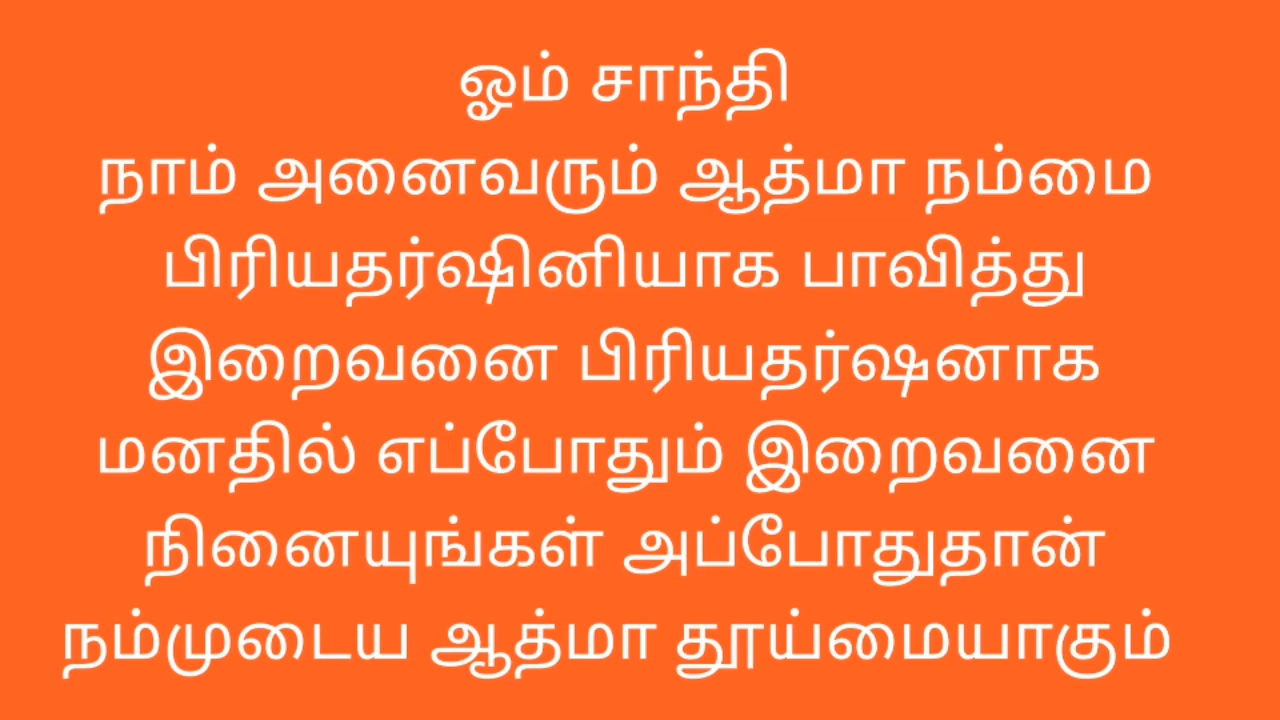 ஓம் சாந்தி
நாம் அனைவரும் ஆத்மா நம்மை
பிரியதர்ஷினியாக பாவித்து
இறைவனை பிரியதர்ஷனாக
மனதில் எப்போதும் இறைவனை
நினையுங்கள் அப்போதுதான்
நம்முடைய ஆத்மா தூய்மையாகும்